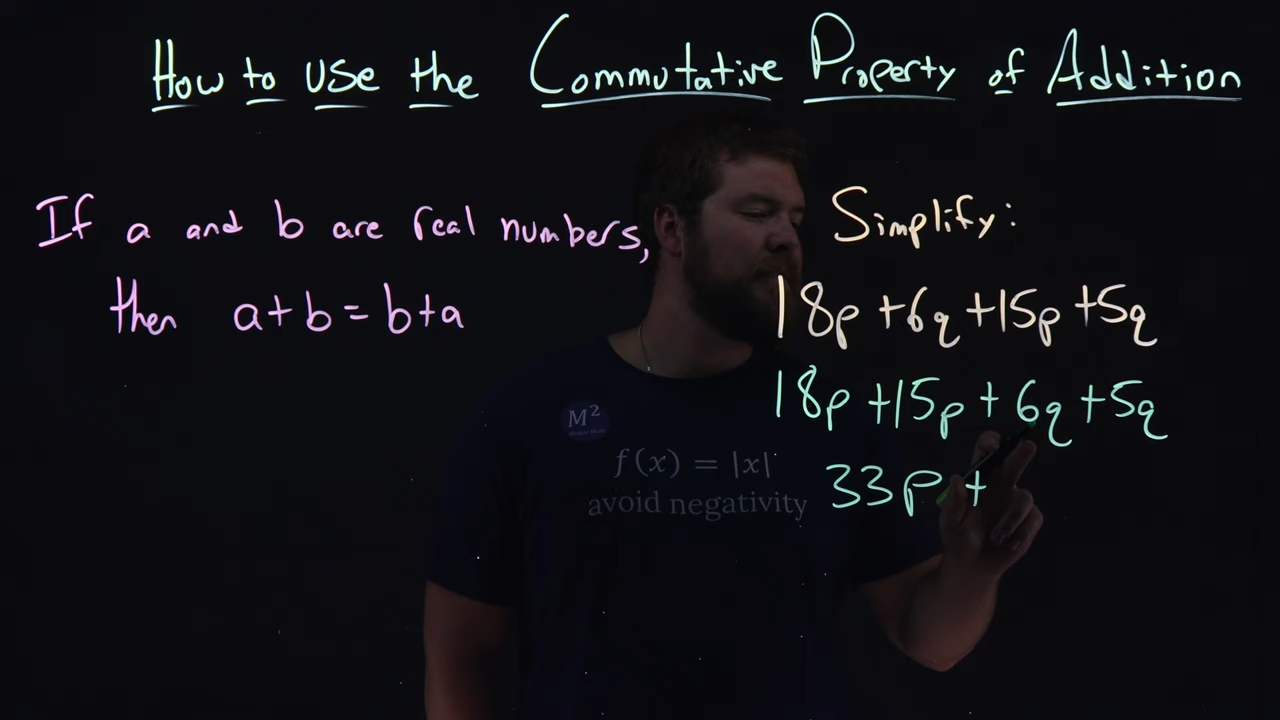 How to use the Commutative Property of Addition
If a and b are real numbers,
then a+b=b+a
Simplify:
18p+6q+15p+5q
18p+15p+6q+5q
33p+
M²
f(x) = |x|
avoid negativity